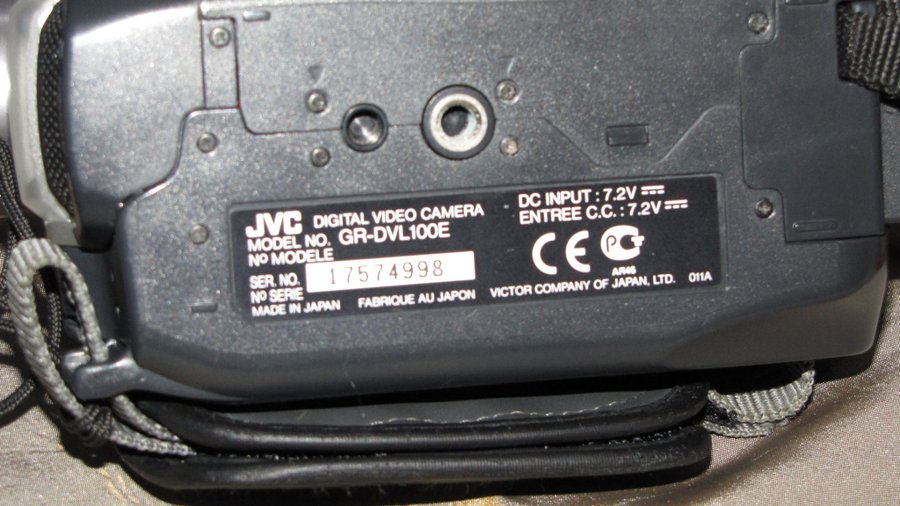 JVC DIGITAL VIDEO CAMERA
MODEL NO. GR-DVL100E
Nº MODELE
SER. NO. 17574998
Nº SERIE
MADE IN JAPAN FABRIQUE AU JAPON
DC INPUT : 7.2V
ENTREE C.C. : 7.2V
CE PCT
AR46
VICTOR COMPANY OF JAPAN, LTD. 011A